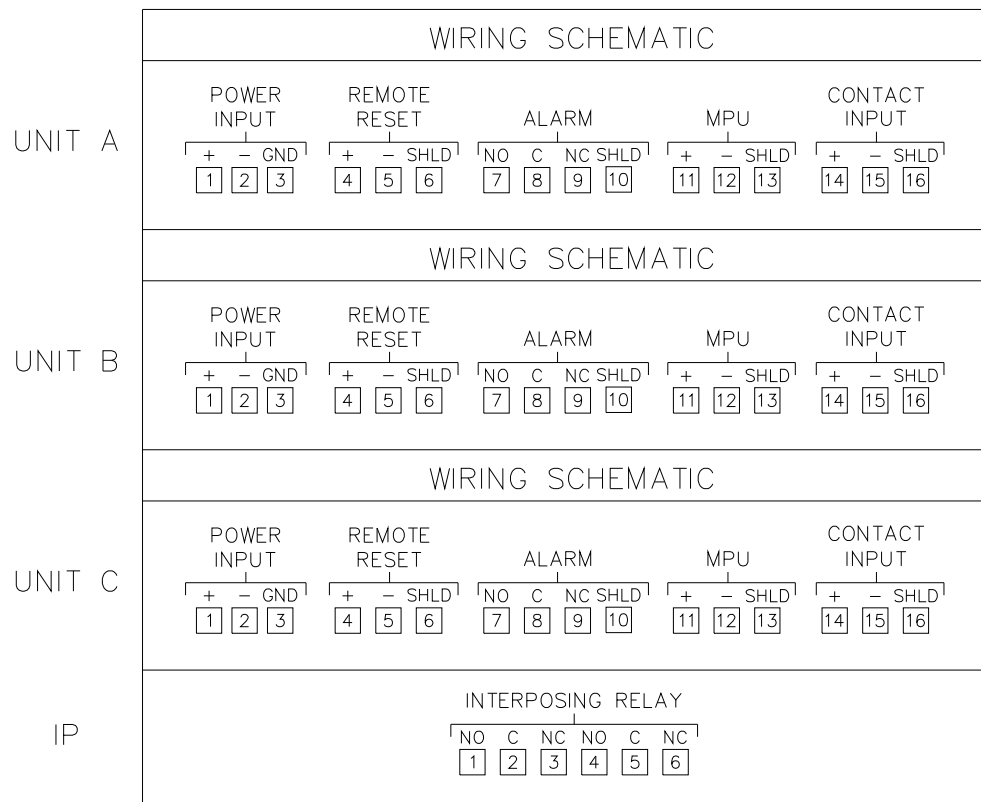 WIRING SCHEMATIC
UNIT A
POWER INPUT
REMOTE RESET
ALARM
MPU
CONTACT INPUT
+ − GND + − SHLD NO C NC SHLD + − SHLD + − SHLD
1 2 3 4 5 6 7 8 9 10 11 12 13 14 15 16
WIRING SCHEMATIC
UNIT B
POWER INPUT
REMOTE RESET
ALARM
MPU
CONTACT INPUT
+ − GND + − SHLD NO C NC SHLD + − SHLD + − SHLD
1 2 3 4 5 6 7 8 9 10 11 12 13 14 15 16
WIRING SCHEMATIC
UNIT C
POWER INPUT
REMOTE RESET
ALARM
MPU
CONTACT INPUT
+ − GND + − SHLD NO C NC SHLD + − SHLD + − SHLD
1 2 3 4 5 6 7 8 9 10 11 12 13 14 15 16
IP
INTERPOSING RELAY
NO C NC NO C NC
1 2 3 4 5 6